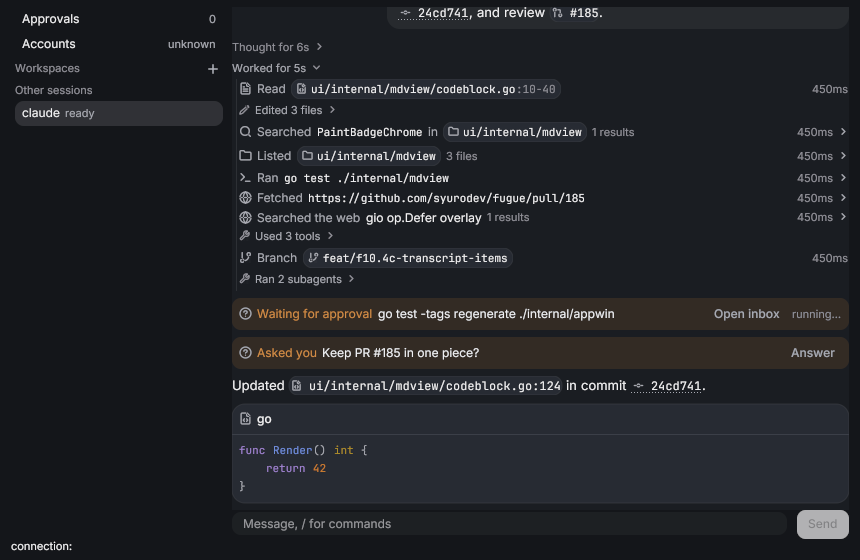 Approvals 0
Accounts unknown
Workspaces +
Other sessions
claude ready
connection:
24cd741, and review #185.
Thought for 6s >
Worked for 5s
Read ui/internal/mdview/codeblock.go:10-40 450ms
Edited 3 files >
Searched PaintBadgeChrome in ui/internal/mdview 1 results 450ms >
Listed ui/internal/mdview 3 files 450ms >
Ran go test ./internal/mdview 450ms >
Fetched https://github.com/syurodev/fugue/pull/185 450ms >
Searched the web gio op.Defer overlay 1 results 450ms >
Used 3 tools >
Branch feat/f10.4c-transcript-items 450ms
Ran 2 subagents >
Waiting for approval go test -tags regenerate ./internal/appwin Open inbox running...
Asked you Keep PR #185 in one piece? Answer
Updated ui/internal/mdview/codeblock.go:124 in commit 24cd741.
go
func Render() int {
    return 42
}
Message, / for commands Send